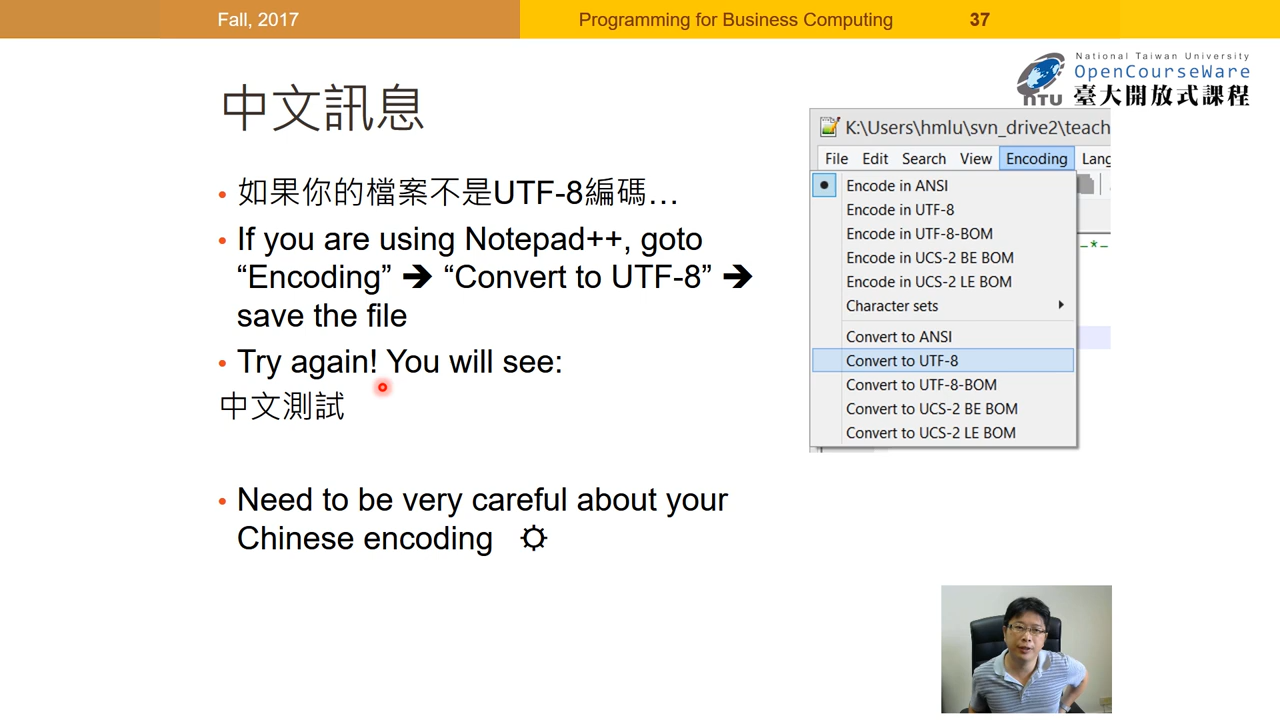 Fall, 2017
Programming for Business Computing
37
National Taiwan University
OpenCourseWare
NTU 臺大開放式課程
中文訊息
• 如果你的檔案不是UTF-8編碼…
• If you are using Notepad++, goto
“Encoding” ➔ “Convert to UTF-8” ➔
save the file
• Try again! You will see:
中文測試
• Need to be very careful about your
Chinese encoding
K:\Users\hmlu\svn_drive2\teach
File Edit Search View Encoding Lang
Encode in ANSI
Encode in UTF-8
Encode in UTF-8-BOM
Encode in UCS-2 BE BOM
Encode in UCS-2 LE BOM
Character sets
Convert to ANSI
Convert to UTF-8
Convert to UTF-8-BOM
Convert to UCS-2 BE BOM
Convert to UCS-2 LE BOM
-*-